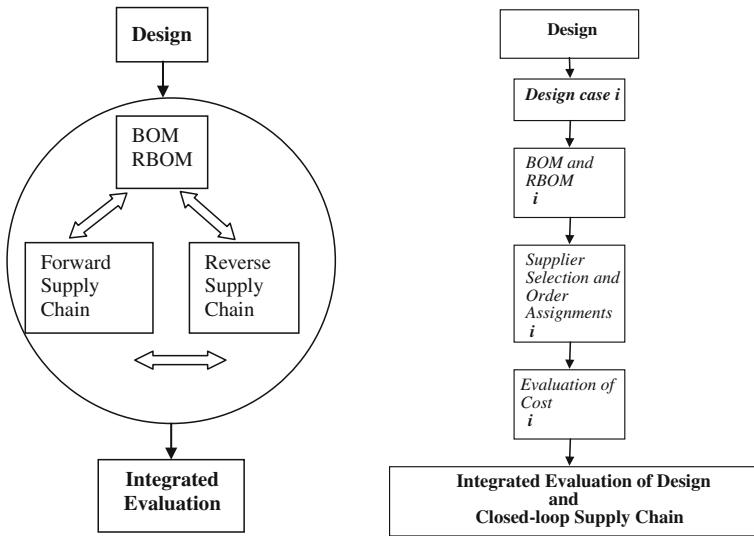 Design
BOM
RBOM
Forward
Supply
Chain
Reverse
Supply
Chain
Integrated
Evaluation
Design
Design case i
BOM and
RBOM
i
Supplier
Selection and
Order
Assignments
i
Evaluation of
Cost
i
Integrated Evaluation of Design
and
Closed-loop Supply Chain